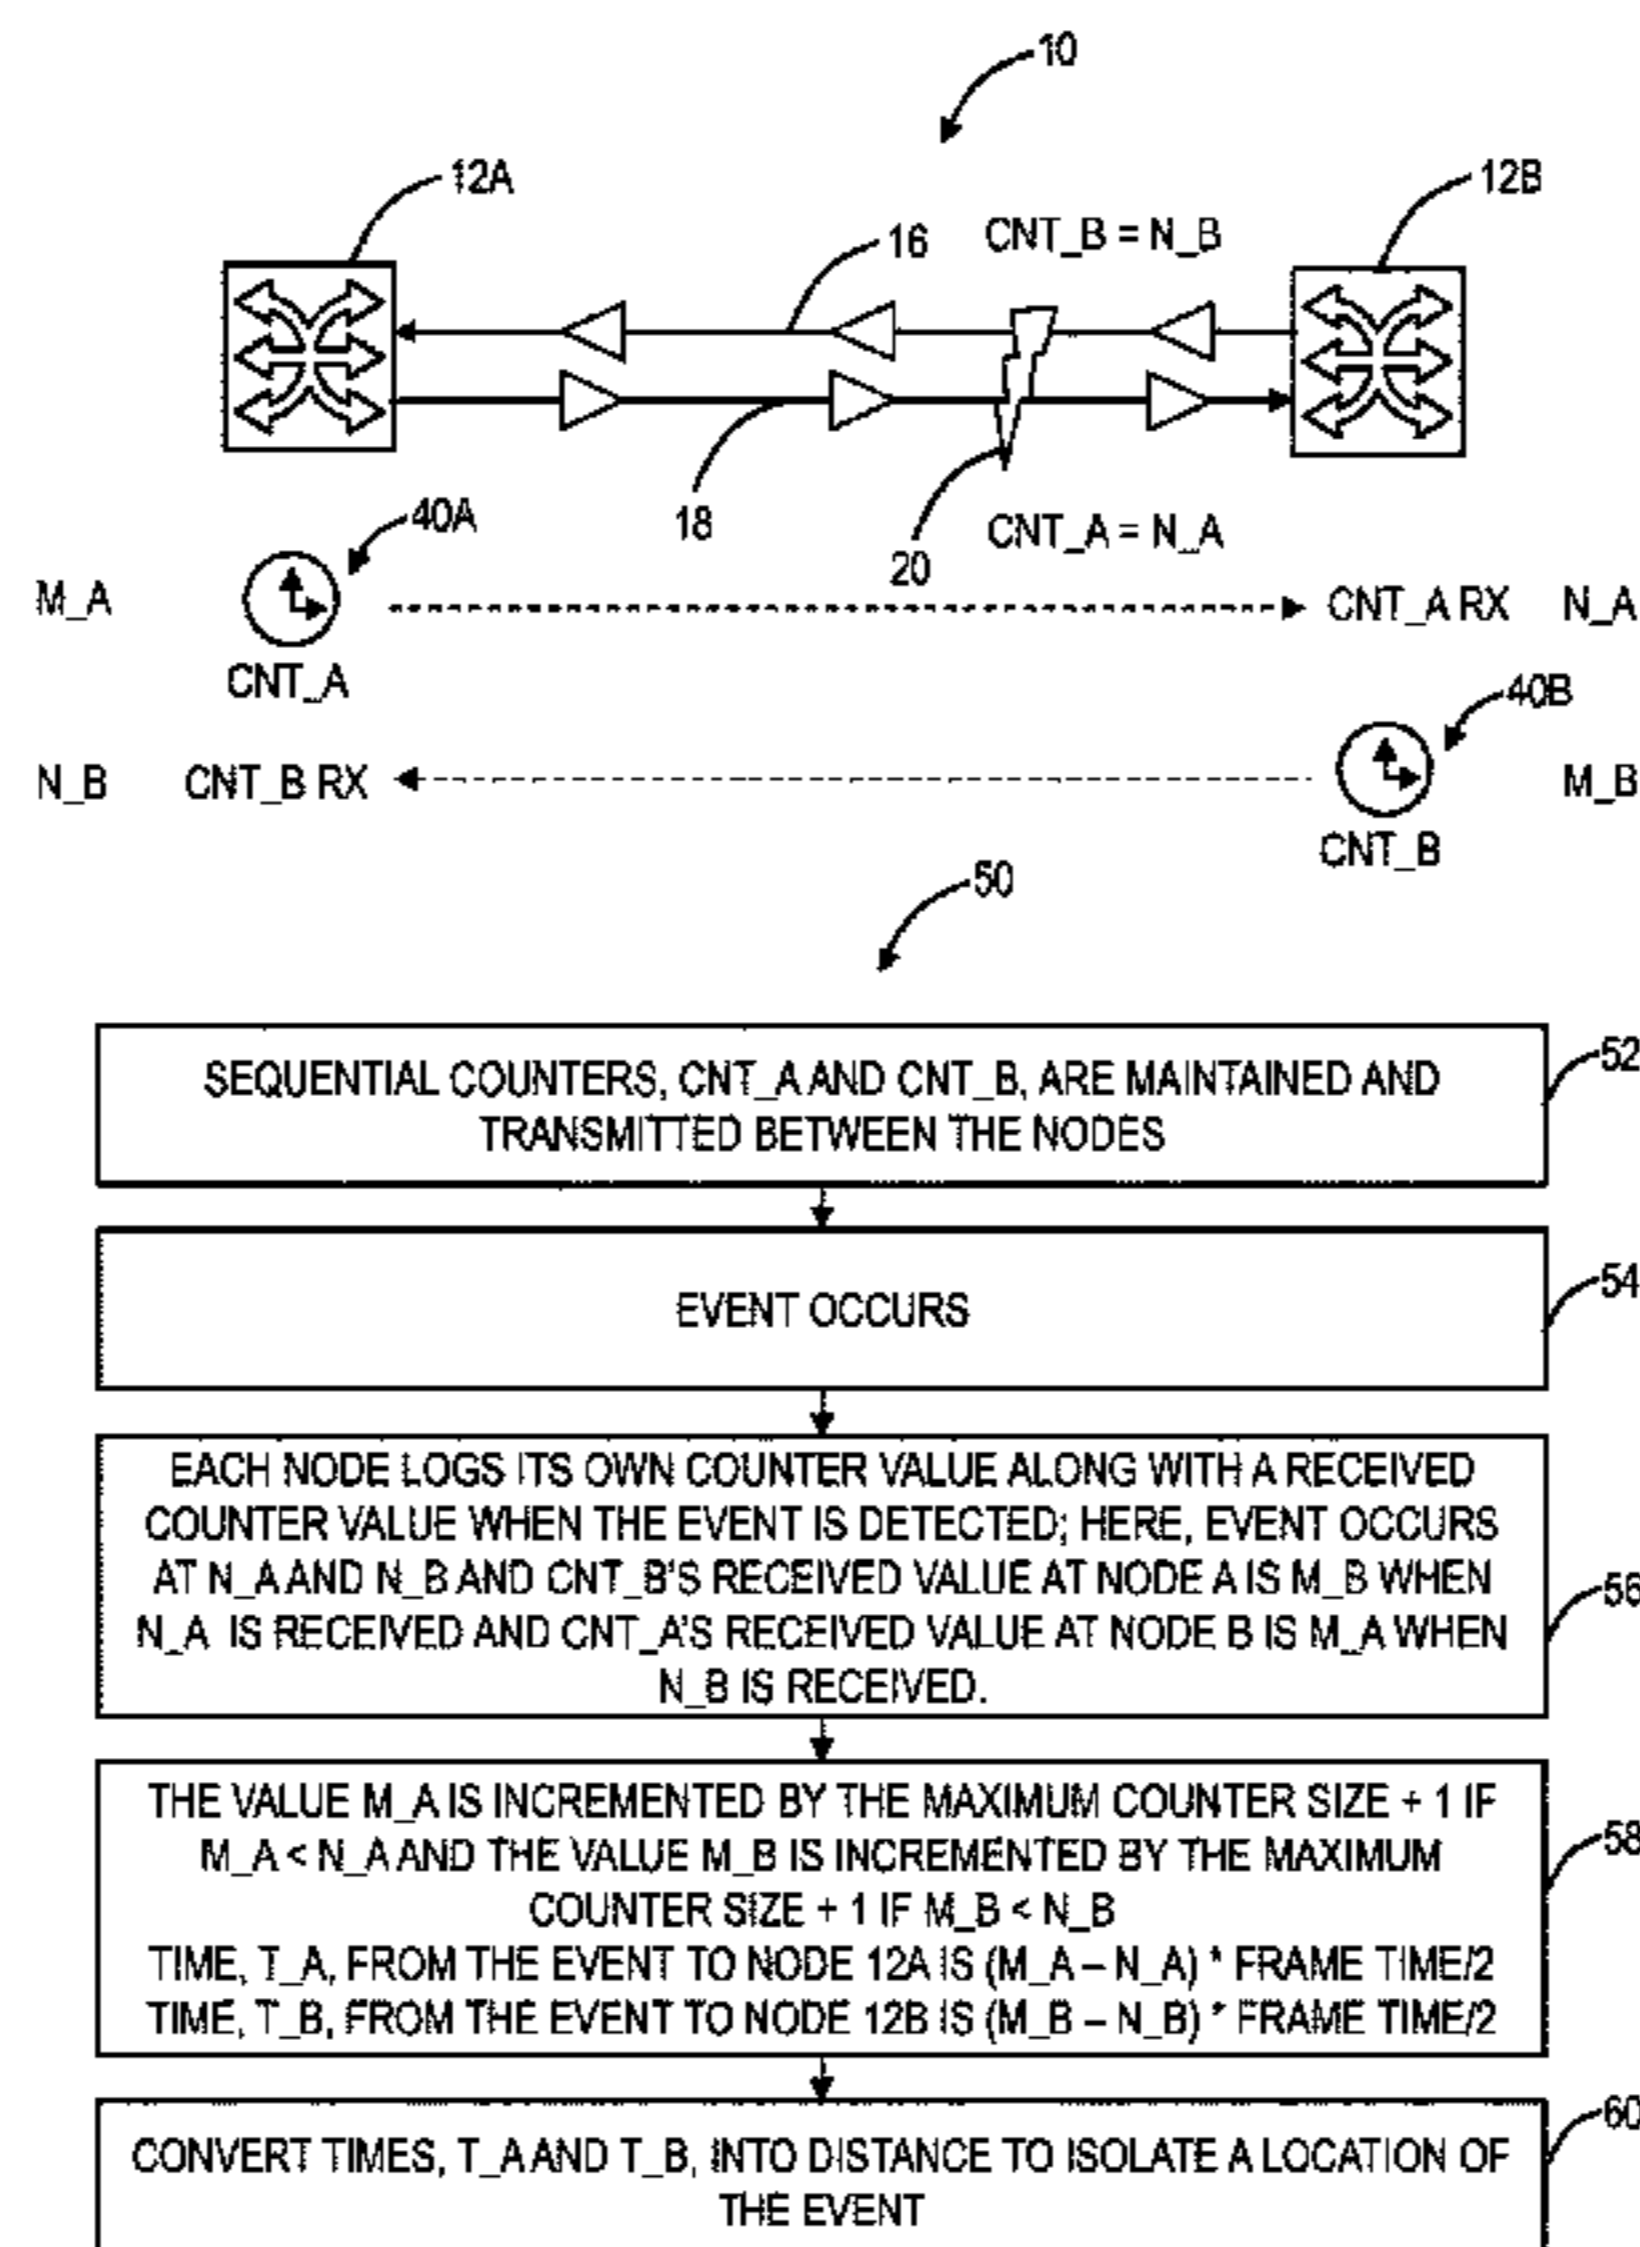 10
12A
12B
16
CNT_B = N_B
18
20
CNT_A = N_A
40A
M_A
CNT_A RX
N_A
CNT_A
40B
N_B
CNT_B RX
M_B
CNT_B
50
SEQUENTIAL COUNTERS, CNT_A AND CNT_B, ARE MAINTAINED AND
TRANSMITTED BETWEEN THE NODES
52
EVENT OCCURS
54
EACH NODE LOGS ITS OWN COUNTER VALUE ALONG WITH A RECEIVED
COUNTER VALUE WHEN THE EVENT IS DETECTED; HERE, EVENT OCCURS
AT N_A AND N_B AND CNT_B'S RECEIVED VALUE AT NODE A IS M_B WHEN
N_A IS RECEIVED AND CNT_A'S RECEIVED VALUE AT NODE B IS M_A WHEN
N_B IS RECEIVED.
56
THE VALUE M_A IS INCREMENTED BY THE MAXIMUM COUNTER SIZE + 1 IF
M_A < N_A AND THE VALUE M_B IS INCREMENTED BY THE MAXIMUM
COUNTER SIZE + 1 IF M_B < N_B
TIME, T_A, FROM THE EVENT TO NODE 12A IS (M_A – N_A) * FRAME TIME/2
TIME, T_B, FROM THE EVENT TO NODE 12B IS (M_B – N_B) * FRAME TIME/2
58
CONVERT TIMES, T_A AND T_B, INTO DISTANCE TO ISOLATE A LOCATION OF
THE EVENT
60